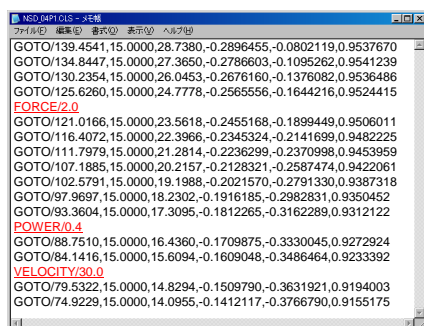 NSD_04P1.CLS - メモ帳
ファイル(F) 編集(E) 書式(O) 表示(V) ヘルプ(H)
GOTO/139.4541,15.0000,28.7380,-0.2896455,-0.0802119,0.9537670
GOTO/134.8447,15.0000,27.3650,-0.2786603,-0.1095262,0.9541239
GOTO/130.2354,15.0000,26.0453,-0.2676160,-0.1376082,0.9536486
GOTO/125.6260,15.0000,24.7778,-0.2565556,-0.1644216,0.9524415
FORCE/2.0
GOTO/121.0166,15.0000,23.5618,-0.2455168,-0.1899449,0.9506011
GOTO/116.4072,15.0000,22.3966,-0.2345324,-0.2141699,0.9482225
GOTO/111.7979,15.0000,21.2814,-0.2236299,-0.2370998,0.9453959
GOTO/107.1885,15.0000,20.2157,-0.2128321,-0.2587474,0.9422061
GOTO/102.5791,15.0000,19.1988,-0.2021570,-0.2791330,0.9387318
GOTO/97.9697,15.0000,18.2302,-0.1916185,-0.2982831,0.9350452
GOTO/93.3604,15.0000,17.3095,-0.1812265,-0.3162289,0.9312122
POWER/0.4
GOTO/88.7510,15.0000,16.4360,-0.1709875,-0.3330045,0.9272924
GOTO/84.1416,15.0000,15.6094,-0.1609048,-0.3486464,0.9233392
VELOCITY/30.0
GOTO/79.5322,15.0000,14.8294,-0.1509790,-0.3631921,0.9194003
GOTO/74.9229,15.0000,14.0955,-0.1412117,-0.3766790,0.9155175